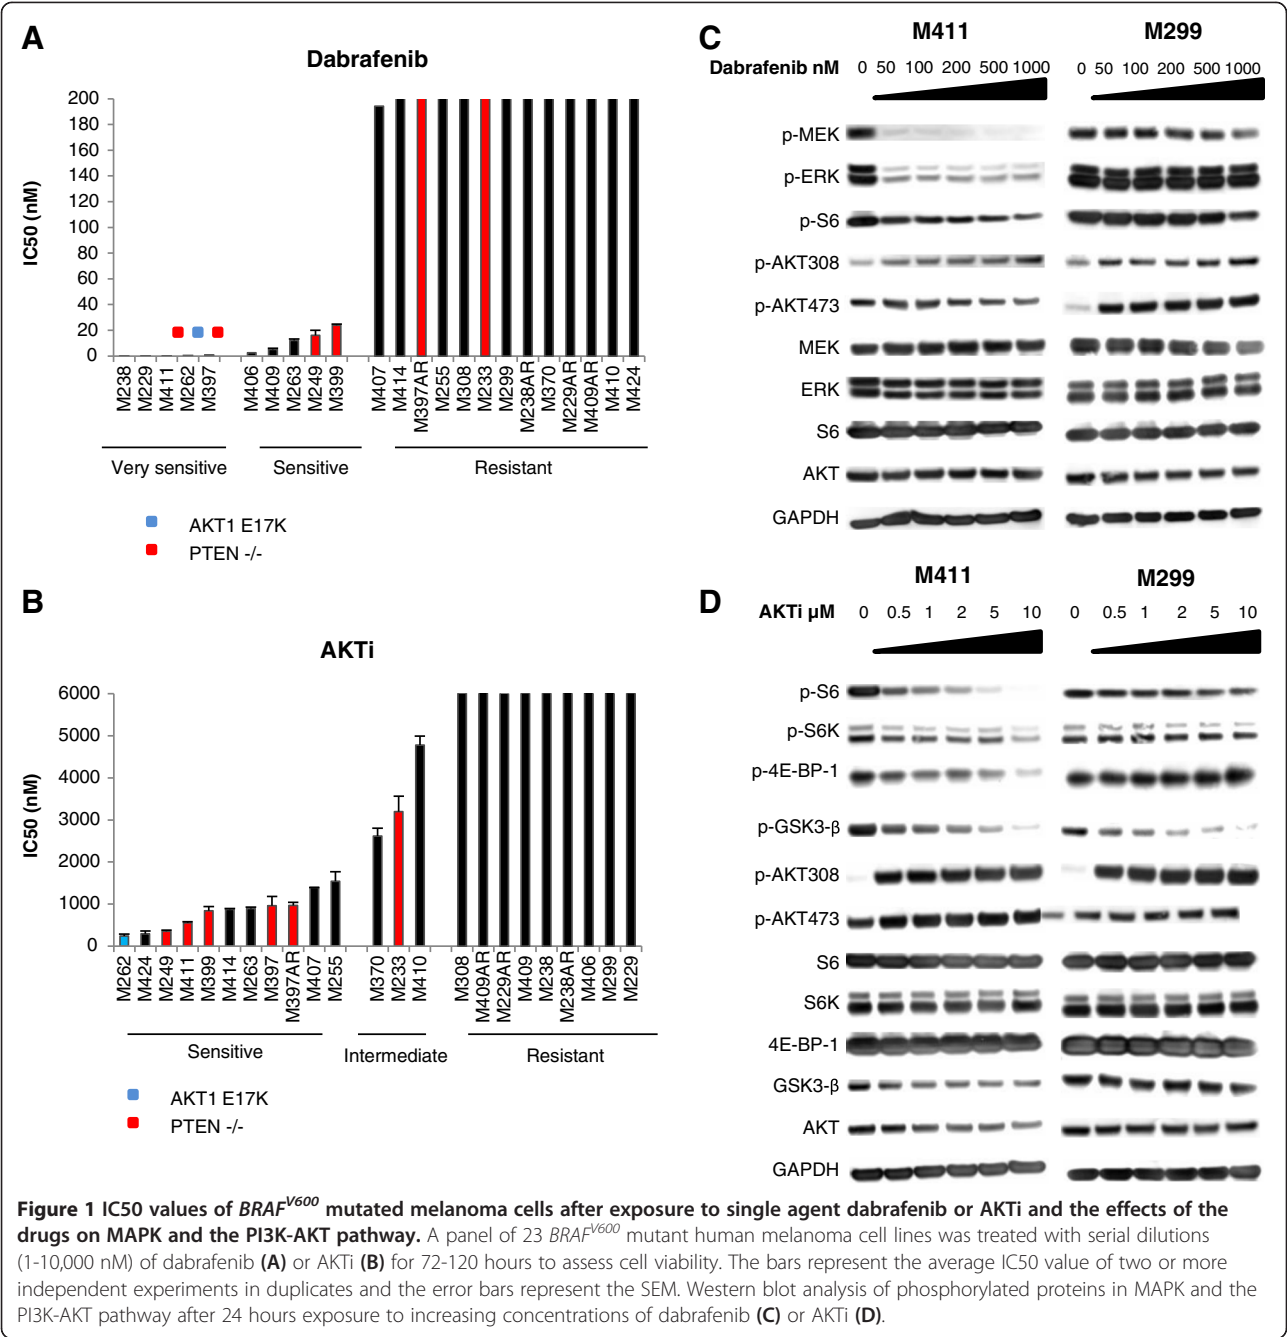 A
Dabrafenib
IC50 (nM)
200
180
160
140
120
100
80
60
40
20
0
M238
M229
M411
M262
M397
M406
M409
M263
M249
M399
M407
M414
M397AR
M255
M308
M233
M299
M238AR
M370
M229AR
M409AR
M410
M424
Very sensitive
Sensitive
Resistant
AKT1 E17K
PTEN -/-
B
AKTi
IC50 (nM)
6000
5000
4000
3000
2000
1000
0
M262
M424
M249
M411
M399
M414
M263
M397
M397AR
M407
M255
M370
M233
M410
M308
M409AR
M229AR
M409
M238
M238AR
M406
M299
M229
Sensitive
Intermediate
Resistant
AKT1 E17K
PTEN -/-
C
M411 M299
Dabrafenib nM 0 50 100 200 500 1000 0 50 100 200 500 1000
p-MEK
p-ERK
p-S6
p-AKT308
p-AKT473
MEK
ERK
S6
AKT
GAPDH
D
M411 M299
AKTi µM 0 0.5 1 2 5 10 0 0.5 1 2 5 10
p-S6
p-S6K
p-4E-BP-1
p-GSK3-β
p-AKT308
p-AKT473
S6
S6K
4E-BP-1
GSK3-β
AKT
GAPDH
Figure 1 IC50 values of BRAFV600 mutated melanoma cells after exposure to single agent dabrafenib or AKTi and the effects of the
drugs on MAPK and the PI3K-AKT pathway. A panel of 23 BRAFV600 mutant human melanoma cell lines was treated with serial dilutions
(1-10,000 nM) of dabrafenib (A) or AKTi (B) for 72-120 hours to assess cell viability. The bars represent the average IC50 value of two or more
independent experiments in duplicates and the error bars represent the SEM. Western blot analysis of phosphorylated proteins in MAPK and the
PI3K-AKT pathway after 24 hours exposure to increasing concentrations of dabrafenib (C) or AKTi (D).